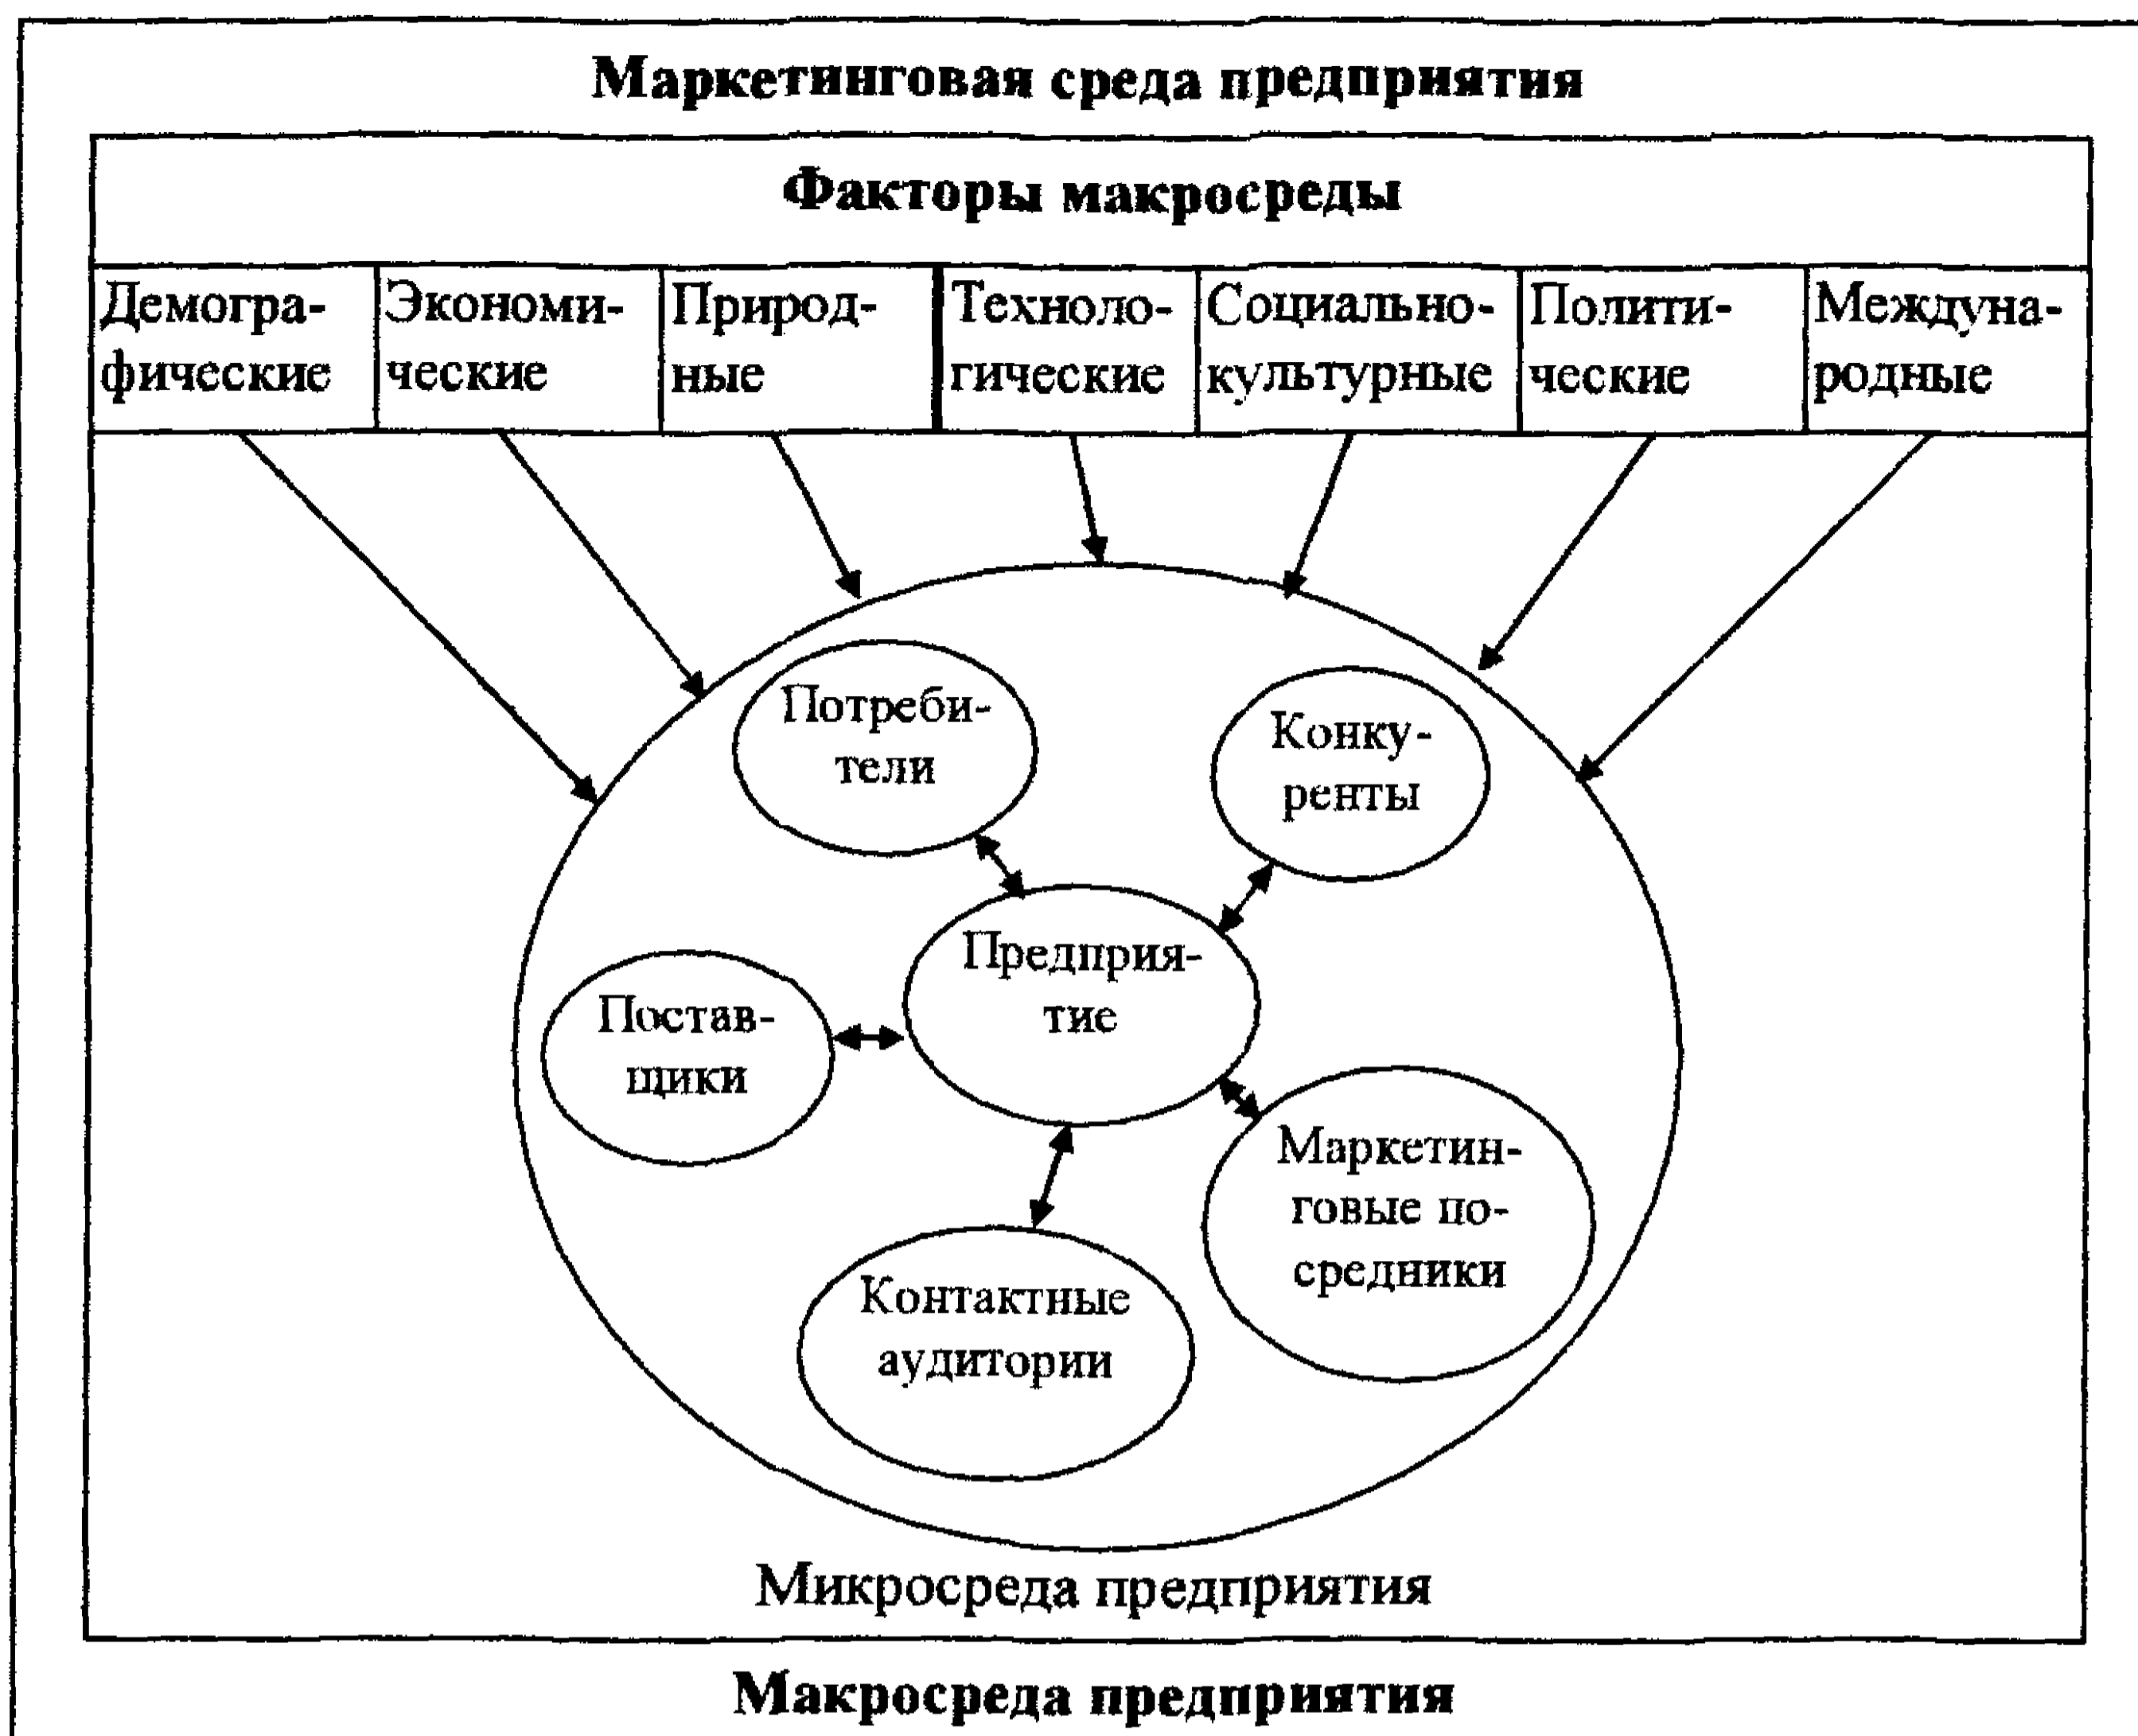 Маркетинговая среда предприятия
Факторы макросреды
Демогра-
фические
Экономи-
ческие
Природ-
ные
Техноло-
гические
Социально-
культурные
Полити-
ческие
Междуна-
родные
Потреби-
тели
Конку-
ренты
Предприя-
тие
Постав-
щики
Маркетин-
говые по-
средники
Контактные
аудитории
Микросреда предприятия
Макросреда предприятия